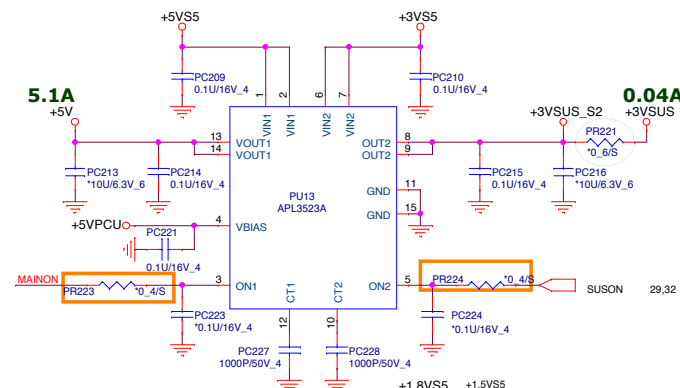 +5VS5
+3VS5
PC209
0.1U/16V_4
PC210
0.1U/16V_4
5.1A
+5V
0.04A
+3VSUS_S2
+3VSUS
1
2
6
7
VIN1
VIN1
VIN2
VIN2
PR221
*0_6/S
13
14
VOUT1
VOUT1
OUT2
OUT2
8
9
PC213
*10U/6.3V_6
PC214
0.1U/16V_4
PU13
APL3523A
PC215
0.1U/16V_4
PC216
*10U/6.3V_6
GND
11
GND
15
+5VPCU
4
VBIAS
PC221
0.1U/16V_4
MAINON
PR223
*0_4/S
3
ON1
ON2
5
PR224
*0_4/S
SUSON
29,32
CT1
CT2
PC223
*0.1U/16V_4
12
10
PC224
*0.1U/16V_4
PC227
1000P/50V_4
PC228
1000P/50V_4
+1.8VS5
+1.5VS5